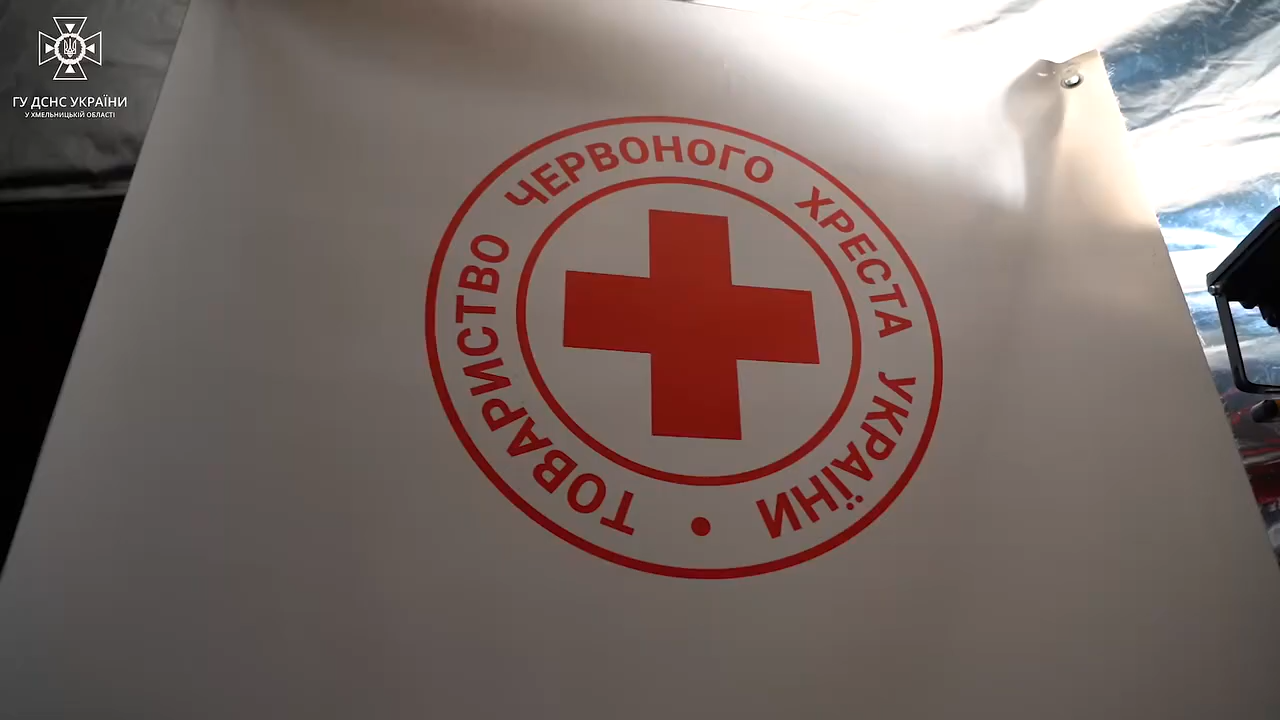 ГУ ДСНС УКРАЇНИ
У ХМЕЛЬНИЦЬКІЙ ОБЛАСТІ
ТОВАРИСТВО ЧЕРВОНОГО ХРЕСТА УКРАЇНИ •